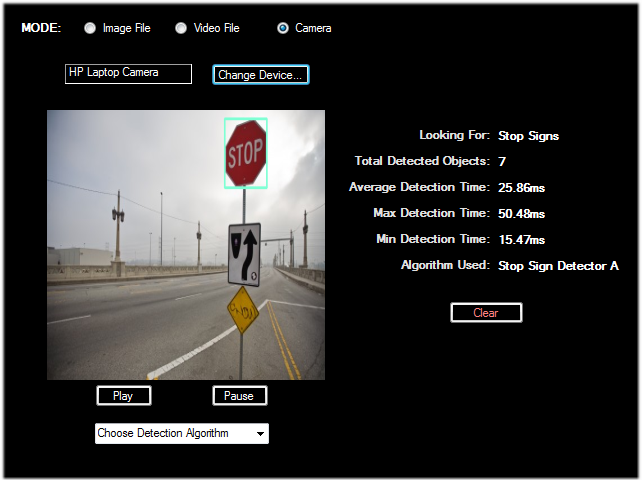 MODE: Image File Video File Camera
HP Laptop Camera Change Device...
STOP
Looking For: Stop Signs
Total Detected Objects: 7
Average Detection Time: 25.86ms
Max Detection Time: 50.48ms
Min Detection Time: 15.47ms
Algorithm Used: Stop Sign Detector A
Clear
Play Pause
Choose Detection Algorithm